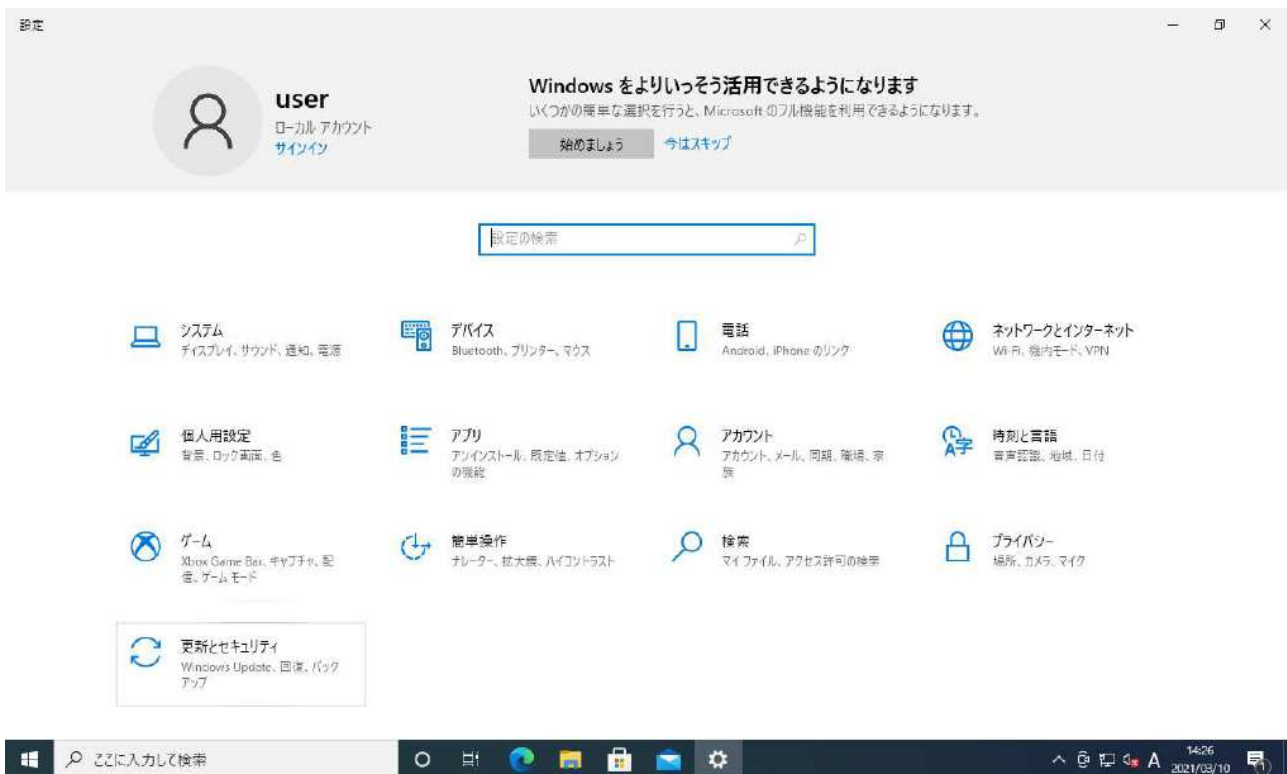 設定
user
ローカル アカウント
サインイン
Windows をよりいっそう活用できるようになります
いくつかの簡単な選択を行うと、Microsoft のフル機能を利用できるようになります。
始めましょう
今はスキップ
設定の検索
システム
ディスプレイ、サウンド、通知、電源
デバイス
Bluetooth、プリンター、マウス
電話
Android、iPhone のリンク
ネットワークとインターネット
Wi-Fi、機内モード、VPN
個人用設定
背景、ロック画面、色
アプリ
アンインストール、既定値、オプション
の機能
アカウント
アカウント、メール、同期、職場、家
族
時刻と言語
音声認識、地域、日付
ゲーム
Xbox Game Bar、キャプチャ、配
信、ゲーム モード
簡単操作
ナレーター、拡大鏡、ハイコントラスト
検索
マイ ファイル、アクセス許可の検索
プライバシー
場所、カメラ、マイク
更新とセキュリティ
Windows Update、回復、バック
アップ
ここに入力して検索
A
14:26
2021/03/10
1